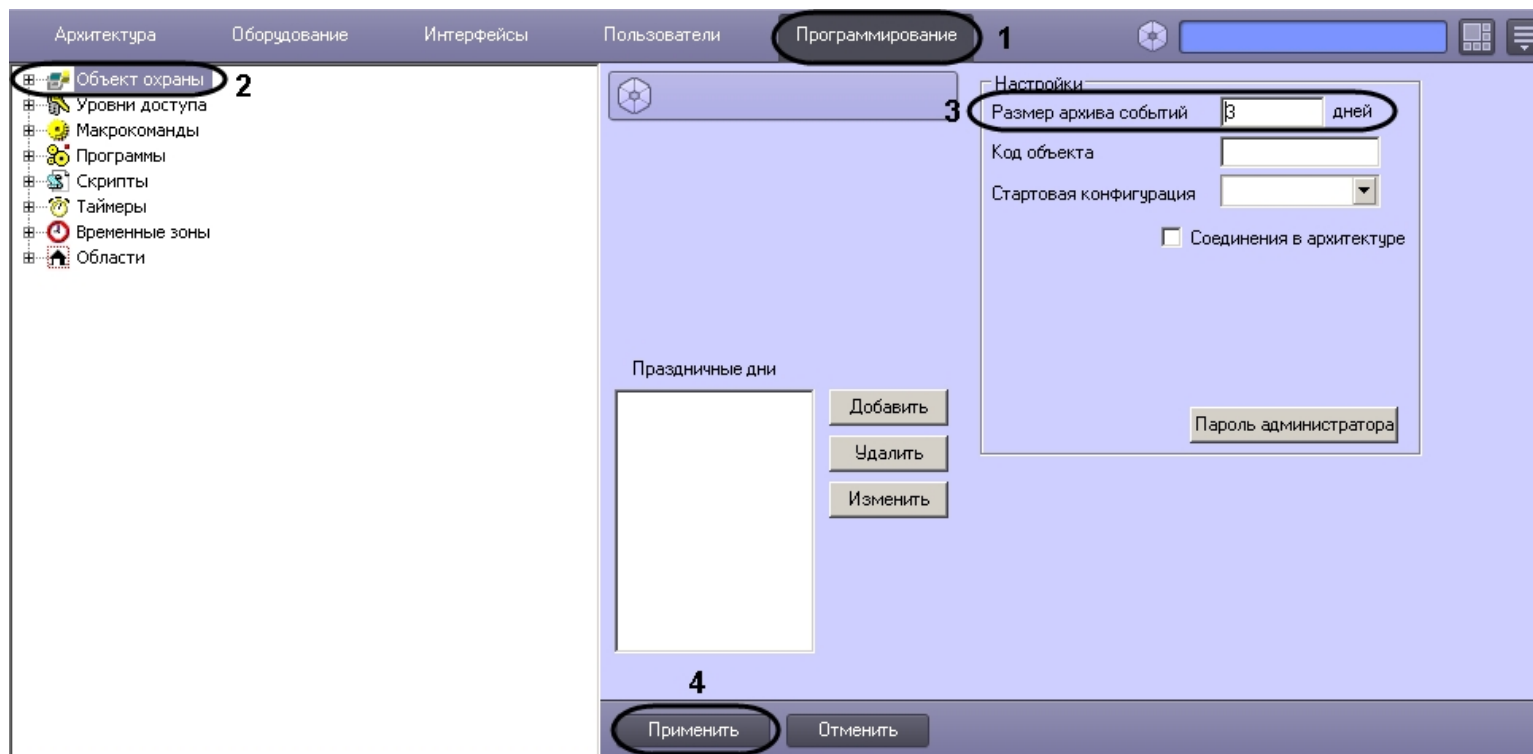 Архитектура Оборудование Интерфейсы Пользователи Программирование 1
Объект охраны 2
Уровни доступа
Макрокоманды
Программы
Скрипты
Таймеры
Временные зоны
Области
Настройки
3 Размер архива событий 3 дней
Код объекта
Стартовая конфигурация
Соединения в архитектуре
Пароль администратора
Праздничные дни
Добавить
Удалить
Изменить
4
Применить Отменить